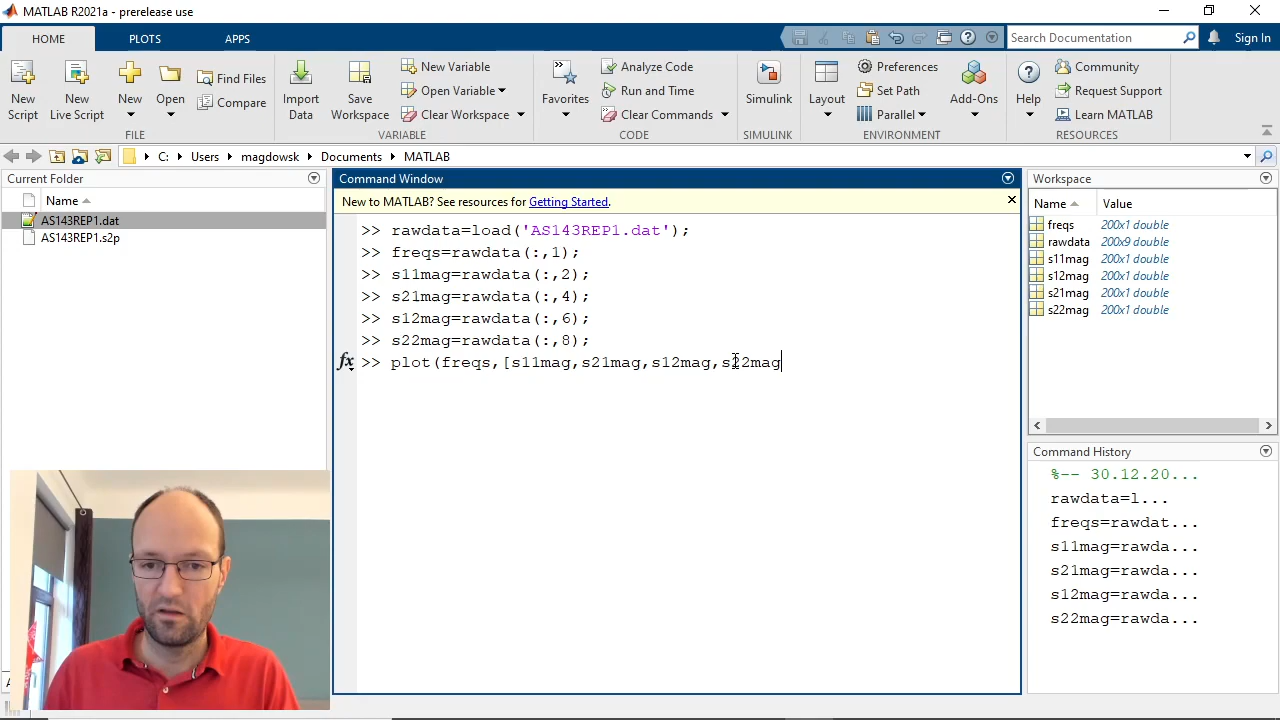 MATLAB R2021a - prerelease use
HOME PLOTS APPS
Search Documentation Sign In
New Script
New Live Script
New
Open
Find Files
Compare
FILE
Import Data
Save Workspace
New Variable
Open Variable
Clear Workspace
VARIABLE
Favorites
Analyze Code
Run and Time
Clear Commands
CODE
Simulink
SIMULINK
Layout
Preferences
Set Path
Parallel
Add-Ons
ENVIRONMENT
Help
Community
Request Support
Learn MATLAB
RESOURCES
C: Users magdowsk Documents MATLAB
Current Folder
Name
AS143REP1.dat
AS143REP1.s2p
Command Window
New to MATLAB? See resources for Getting Started.
>> rawdata=load('AS143REP1.dat');
>> freqs=rawdata(:,1);
>> s11mag=rawdata(:,2);
>> s21mag=rawdata(:,4);
>> s12mag=rawdata(:,6);
>> s22mag=rawdata(:,8);
fx >> plot(freqs,[s11mag,s21mag,s12mag,s22mag
Workspace
Name Value
freqs 200x1 double
rawdata 200x9 double
s11mag 200x1 double
s12mag 200x1 double
s21mag 200x1 double
s22mag 200x1 double
Command History
%-- 30.12.20...
rawdata=l...
freqs=rawdat...
s11mag=rawda...
s21mag=rawda...
s12mag=rawda...
s22mag=rawda...